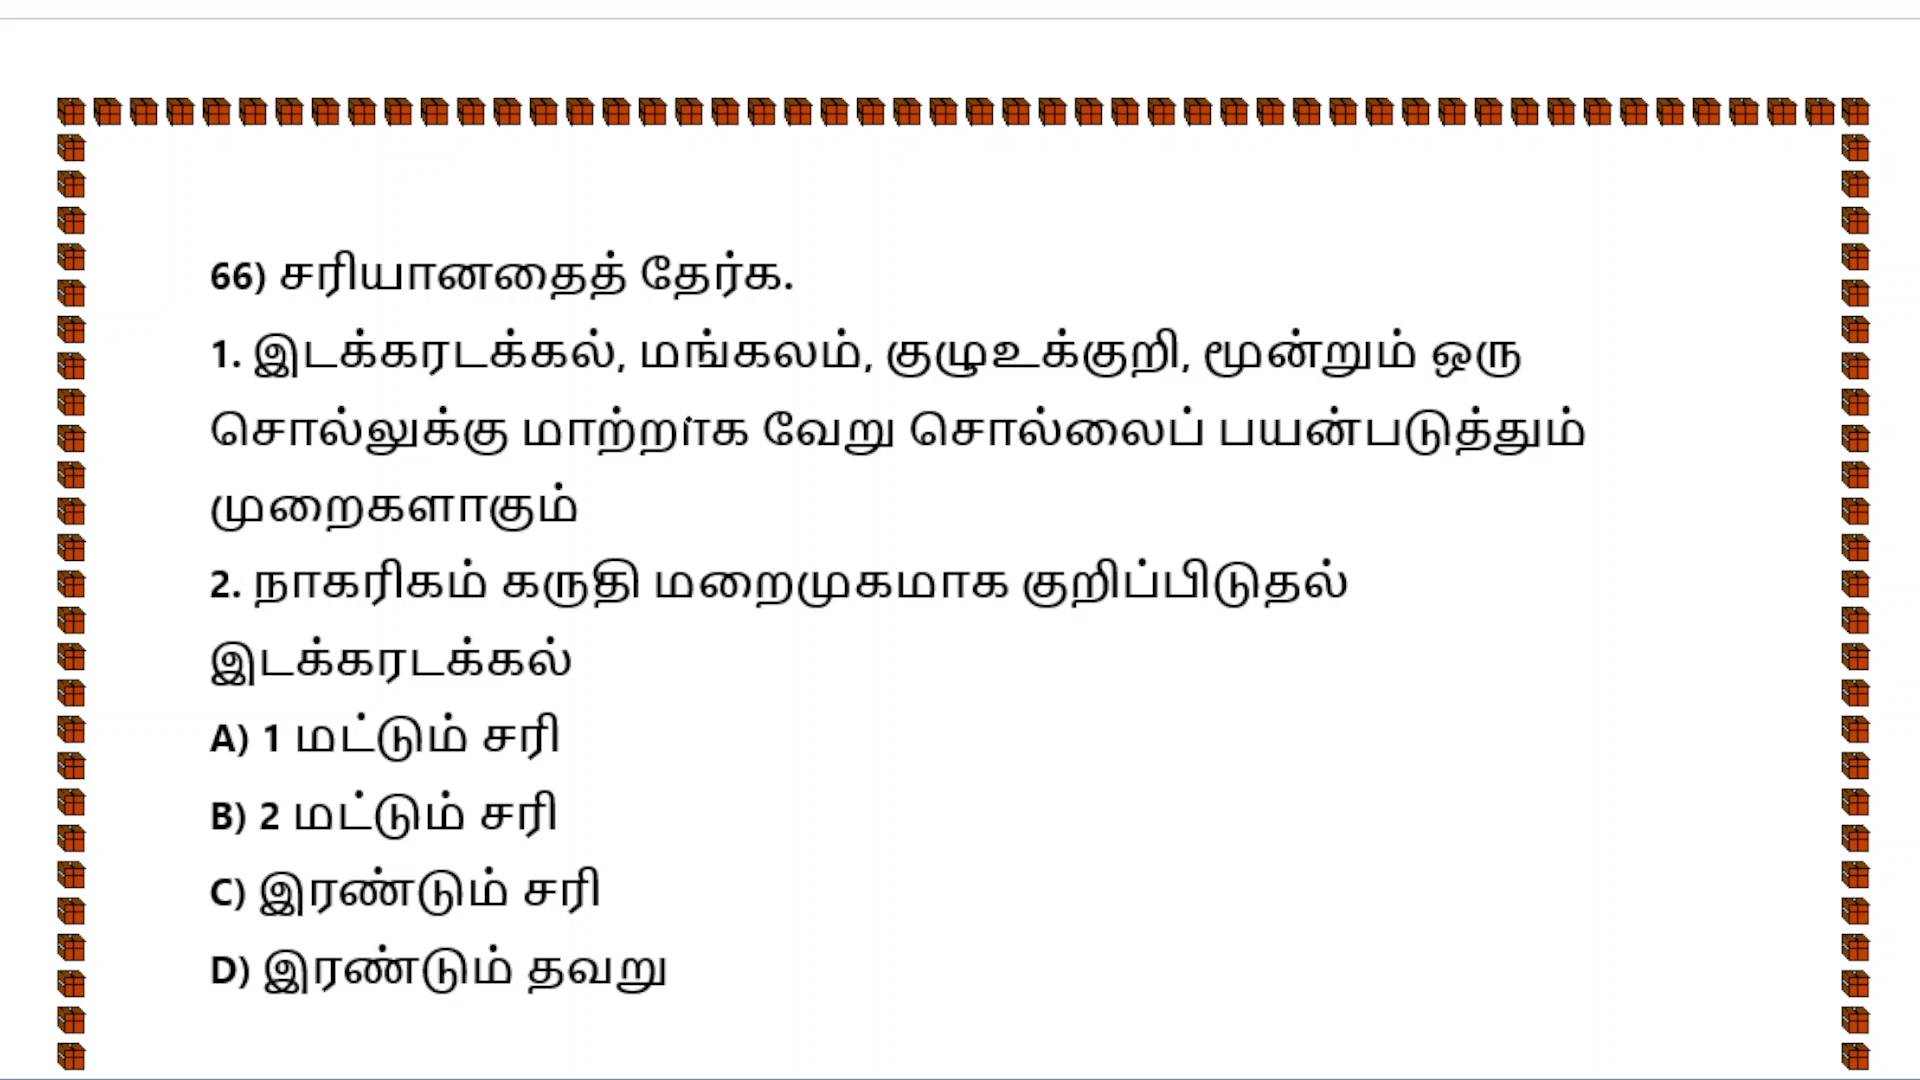 66) சரியானதைத் தேர்க.
1. இடக்கரடக்கல், மங்கலம், குழுஉக்குறி, மூன்றும் ஒரு
சொல்லுக்கு மாற்றாக வேறு சொல்லைப் பயன்படுத்தும்
முறைகளாகும்
2. நாகரிகம் கருதி மறைமுகமாக குறிப்பிடுதல்
இடக்கரடக்கல்
A) 1 மட்டும் சரி
B) 2 மட்டும் சரி
C) இரண்டும் சரி
D) இரண்டும் தவறு